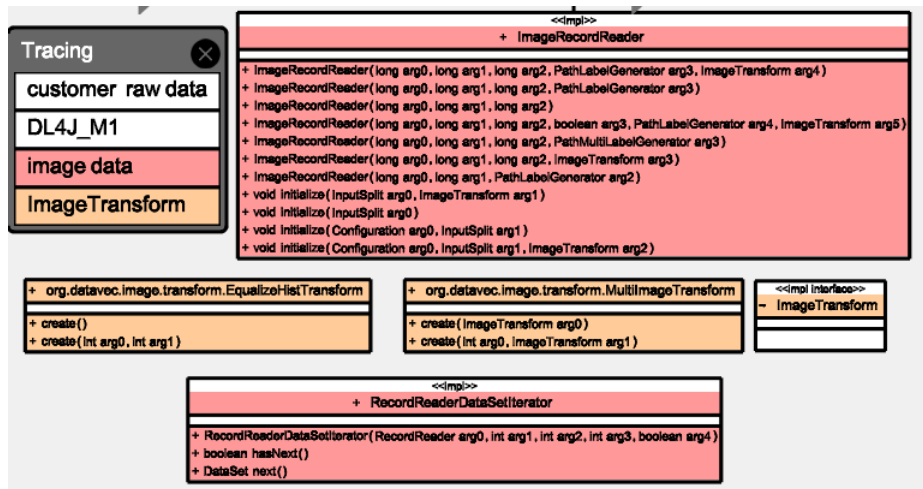 <<impl>>
+ ImageRecordReader
+ ImageRecordReader(long arg0, long arg1, long arg2, PathLabelGenerator arg3, ImageTransform arg4)
+ ImageRecordReader(long arg0, long arg1, long arg2, PathLabelGenerator arg3)
+ ImageRecordReader(long arg0, long arg1, long arg2)
+ ImageRecordReader(long arg0, long arg1, long arg2, boolean arg3, PathLabelGenerator arg4, ImageTransform arg5)
+ ImageRecordReader(long arg0, long arg1, long arg2, PathMultiLabelGenerator arg3)
+ ImageRecordReader(long arg0, long arg1, long arg2, ImageTransform arg3)
+ ImageRecordReader(long arg0, long arg1, PathLabelGenerator arg2)
+ void initialize(InputSplit arg0, ImageTransform arg1)
+ void initialize(InputSplit arg0)
+ void initialize(Configuration arg0, InputSplit arg1)
+ void initialize(Configuration arg0, InputSplit arg1, ImageTransform arg2)
Tracing
customer raw data
DL4J_M1
image data
ImageTransform
+ org.datavec.image.transform.EqualizeHistTransform
+ create()
+ create(int arg0, int arg1)
+ org.datavec.image.transform.MultiImageTransform
+ create(ImageTransform arg0)
+ create(int arg0, ImageTransform arg1)
<<impl interface>>
~ ImageTransform
<<impl>>
+ RecordReaderDataSetIterator
+ RecordReaderDataSetIterator(RecordReader arg0, int arg1, int arg2, int arg3, boolean arg4)
+ boolean hasNext()
+ DataSet next()